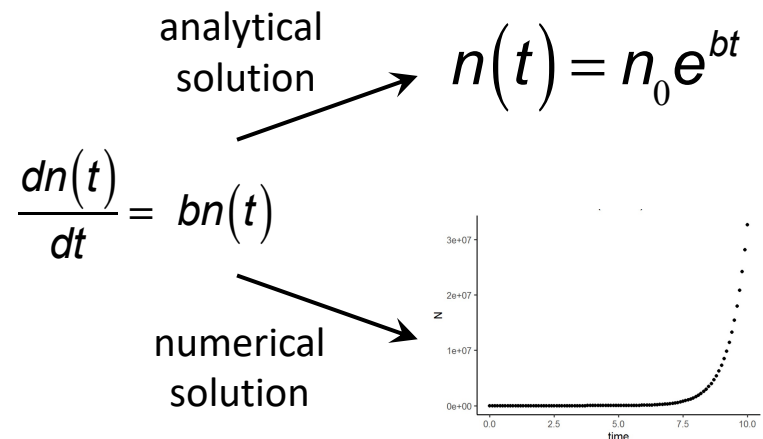 analytical
solution
n(t) = n₀e^{bt}
dn(t)/dt = bn(t)
numerical
solution
3e+07
2e+07
1e+07
0e+00
N
0.0 2.5 5.0 7.5 10.0
time